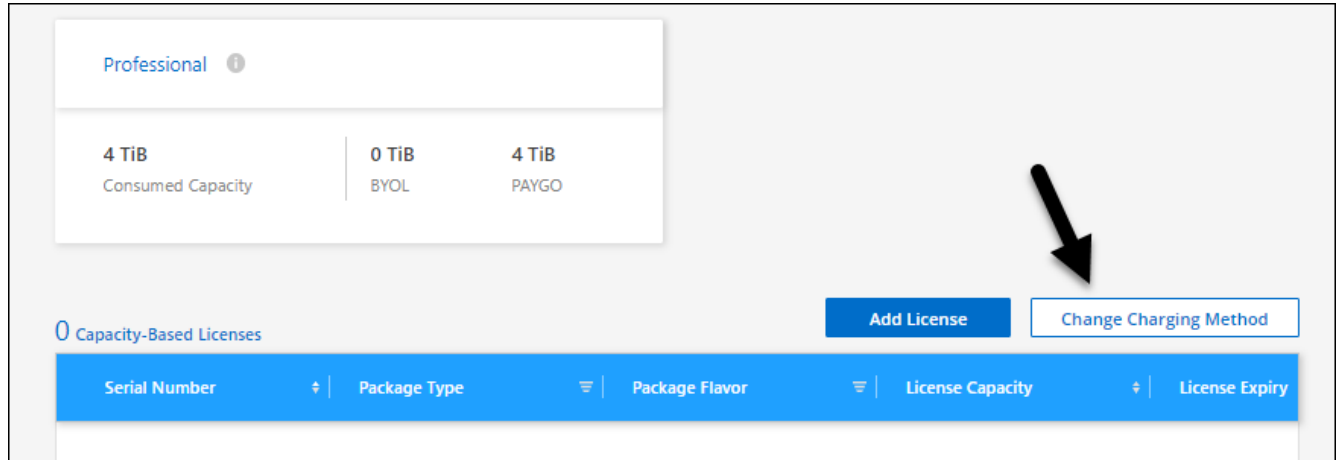 Professional
4 TiB 0 TiB 4 TiB
Consumed Capacity BYOL PAYGO
Add License Change Charging Method
0 Capacity-Based Licenses
Serial Number Package Type Package Flavor License Capacity License Expiry